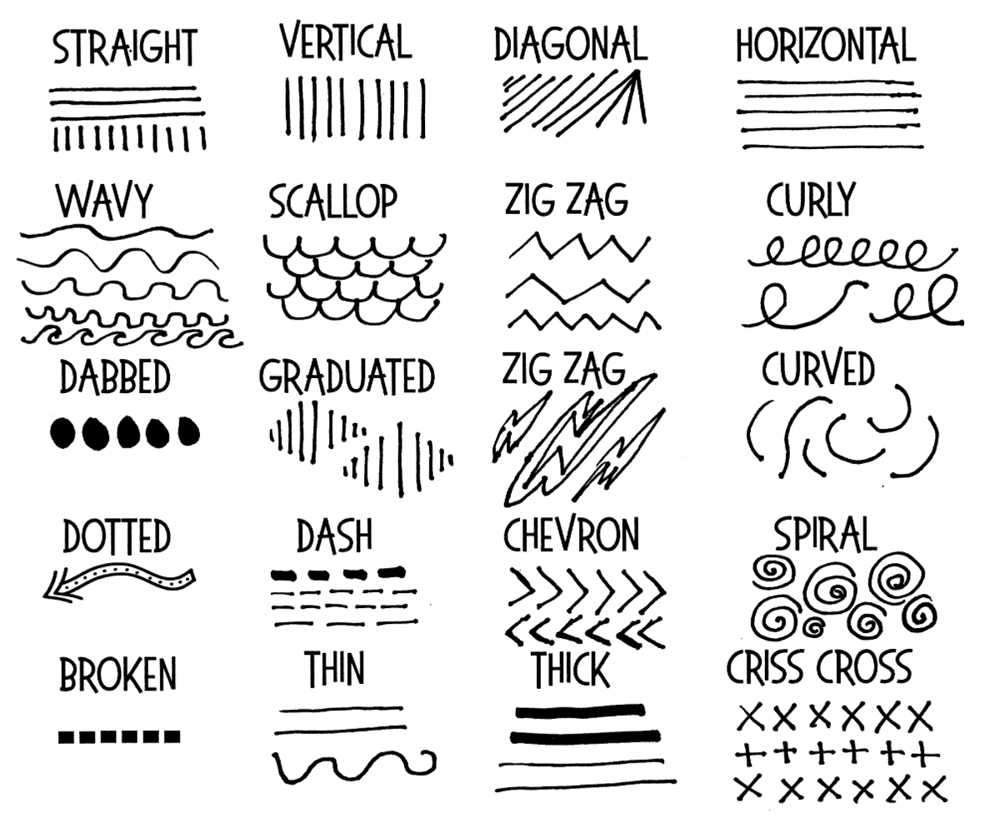 STRAIGHT
VERTICAL
DIAGONAL
HORIZONTAL
WAVY
SCALLOP
ZIG ZAG
CURLY
DABBED
GRADUATED
ZIG ZAG
CURVED
DOTTED
DASH
CHEVRON
SPIRAL
BROKEN
THIN
THICK
CRISS CROSS